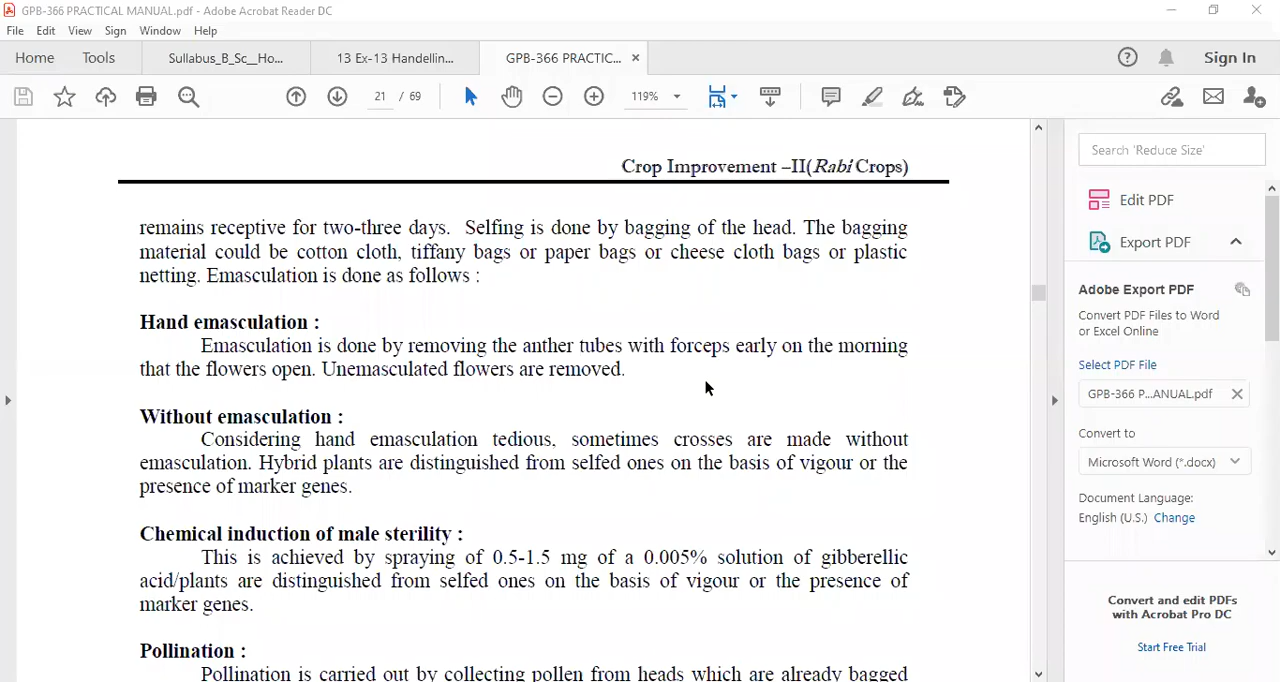 GPB-366 PRACTICAL MANUAL.pdf - Adobe Acrobat Reader DC
File Edit View Sign Window Help
Home Tools Sullabus_B_Sc__Ho... 13 Ex-13 Handellin... GPB-366 PRACTIC... ×
? Sign In
21 / 69 119%
Crop Improvement –II(Rabi Crops)
remains receptive for two-three days. Selfing is done by bagging of the head. The bagging
material could be cotton cloth, tiffany bags or paper bags or cheese cloth bags or plastic
netting. Emasculation is done as follows :
Hand emasculation :
Emasculation is done by removing the anther tubes with forceps early on the morning
that the flowers open. Unemasculated flowers are removed.
Without emasculation :
Considering hand emasculation tedious, sometimes crosses are made without
emasculation. Hybrid plants are distinguished from selfed ones on the basis of vigour or the
presence of marker genes.
Chemical induction of male sterility :
This is achieved by spraying of 0.5-1.5 mg of a 0.005% solution of gibberellic
acid/plants are distinguished from selfed ones on the basis of vigour or the presence of
marker genes.
Pollination :
Pollination is carried out by collecting pollen from heads which are already bagged
Search 'Reduce Size'
Edit PDF
Export PDF
Adobe Export PDF
Convert PDF Files to Word
or Excel Online
Select PDF File
GPB-366 P...ANUAL.pdf
Convert to
Microsoft Word (*.docx)
Document Language:
English (U.S.) Change
Convert and edit PDFs
with Acrobat Pro DC
Start Free Trial